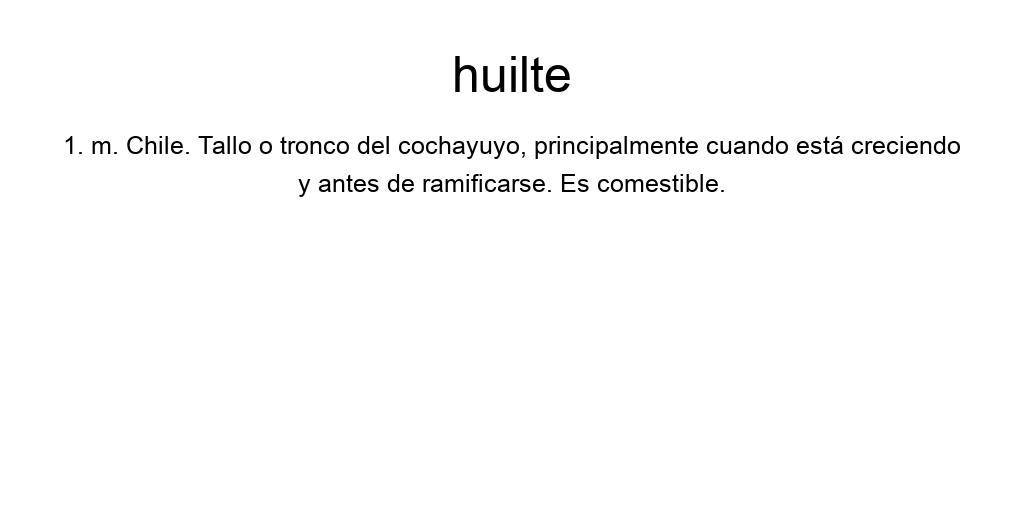 huilte
1. m. Chile. Tallo o tronco del cochayuyo, principalmente cuando está creciendo
y antes de ramificarse. Es comestible.